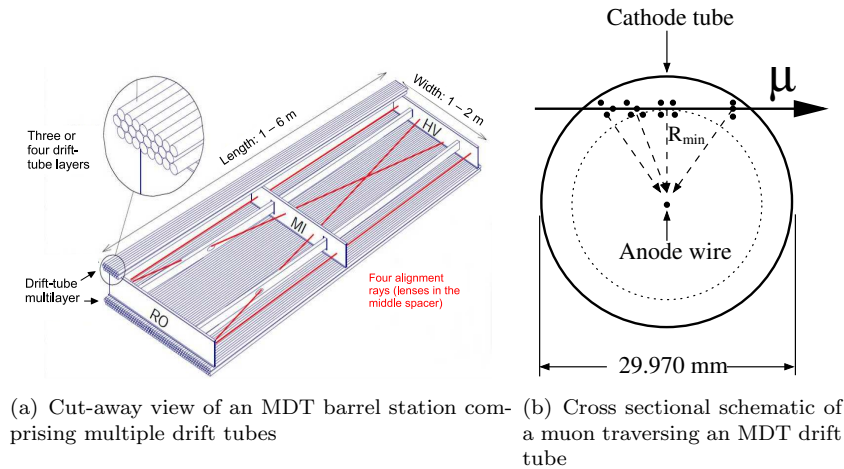 Three or
four drift-
tube layers
Length: 1 – 6 m
Width: 1 – 2 m
HV
MI
RO
Drift-tube
multilayer
Four alignment
rays (lenses in the
middle spacer)
(a) Cut-away view of an MDT barrel station com-
prising multiple drift tubes
Cathode tube
μ
R_min
Anode wire
29.970 mm
(b) Cross sectional schematic of
a muon traversing an MDT drift
tube